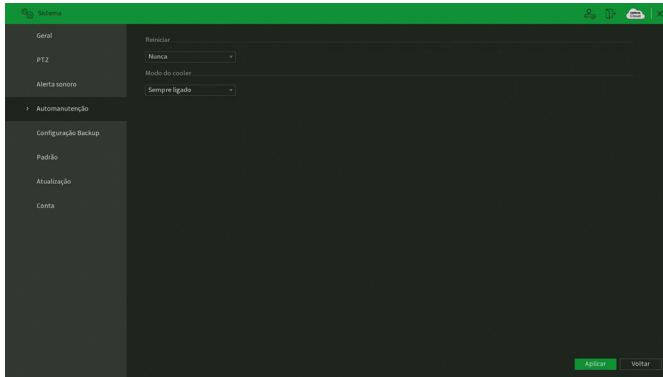 Sistema
Geral
PTZ
Alerta sonoro
Automanutenção
Configuração Backup
Padrão
Atualização
Conta
Reiniciar
Nunca
Modo do cooler
Sempre ligado
Aplicar
Voltar